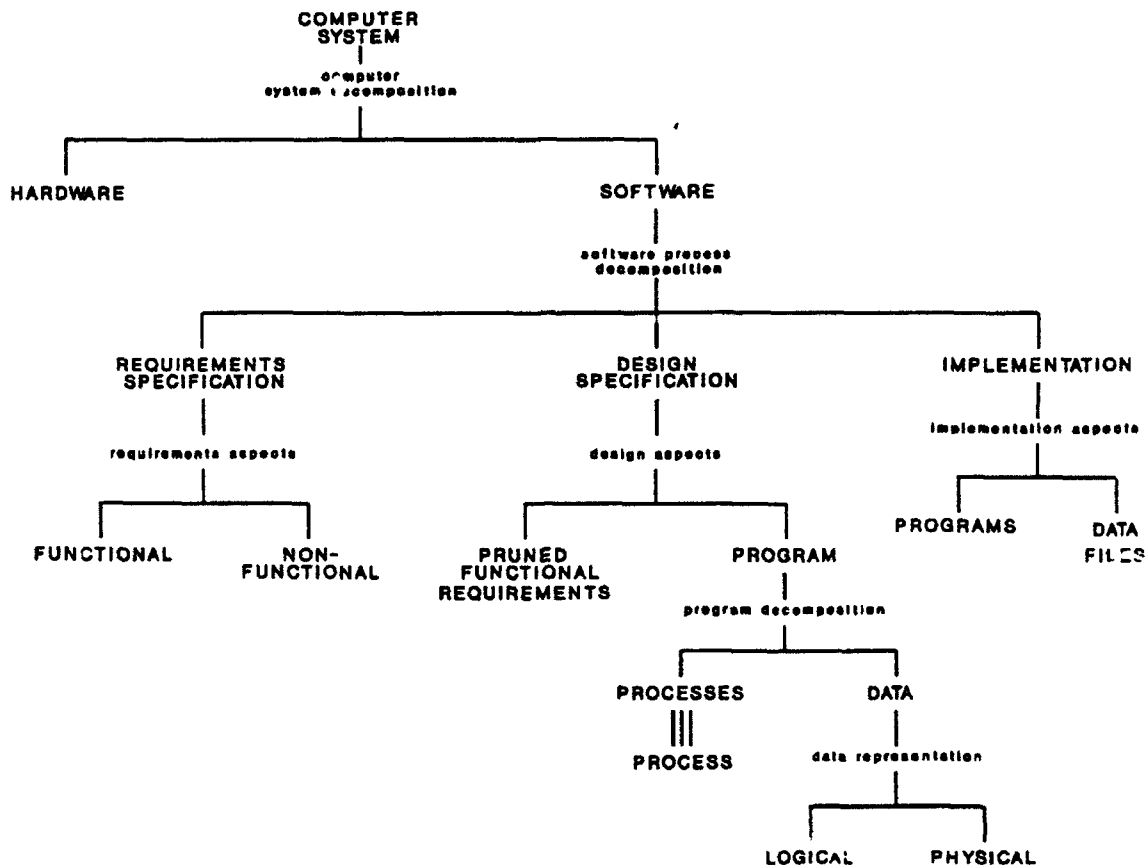 COMPUTER
SYSTEM
computer
system decomposition
HARDWARE
SOFTWARE
software process
decomposition
REQUIREMENTS
SPECIFICATION
DESIGN
SPECIFICATION
IMPLEMENTATION
requirements aspects
design aspects
implementation aspects
FUNCTIONAL
NON-
FUNCTIONAL
PRUNED
FUNCTIONAL
REQUIREMENTS
PROGRAM
PROGRAMS
DATA
FILES
program decomposition
PROCESSES
DATA
PROCESS
data representation
LOGICAL
PHYSICAL